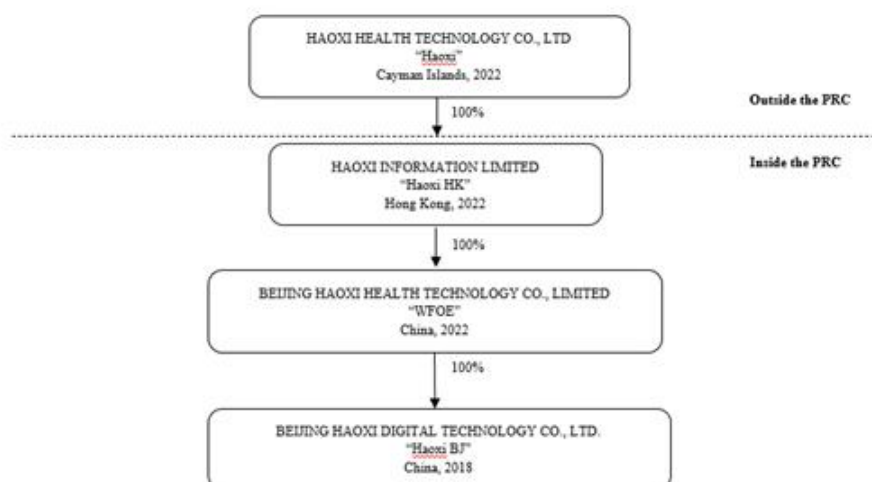 HAOXI HEALTH TECHNOLOGY CO., LTD
“Haoxi”
Cayman Islands, 2022
100%
Outside the PRC
Inside the PRC
HAOXI INFORMATION LIMITED
“Haoxi HK”
Hong Kong, 2022
100%
BEIJING HAOXI HEALTH TECHNOLOGY CO., LIMITED
“WFOE”
China, 2022
100%
BEIJING HAOXI DIGITAL TECHNOLOGY CO., LTD.
“Haoxi BJ”
China, 2018